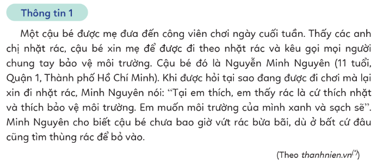 Thông tin 1
Một cậu bé được mẹ đưa đến công viên chơi ngày cuối tuần. Thấy các anh
chị nhặt rác, cậu bé xin mẹ để được đi theo nhặt rác và kêu gọi mọi người
chung tay bảo vệ môi trường. Cậu bé đó là Nguyễn Minh Nguyên (11 tuổi,
Quận 1, Thành phố Hồ Chí Minh). Khi được hỏi tại sao đang được đi chơi mà lại
xin đi nhặt rác, Minh Nguyên nói: “Tại em thích, em thấy rác là cứ thích nhặt
và thích bảo vệ môi trường. Em muốn môi trường của mình xanh và sạch sẽ”.
Minh Nguyên cho biết cậu bé chưa bao giờ vứt rác bừa bãi, dù ở bất cứ đâu
cũng tìm thùng rác để bỏ vào.
(Theo thanhnien.vn(*))